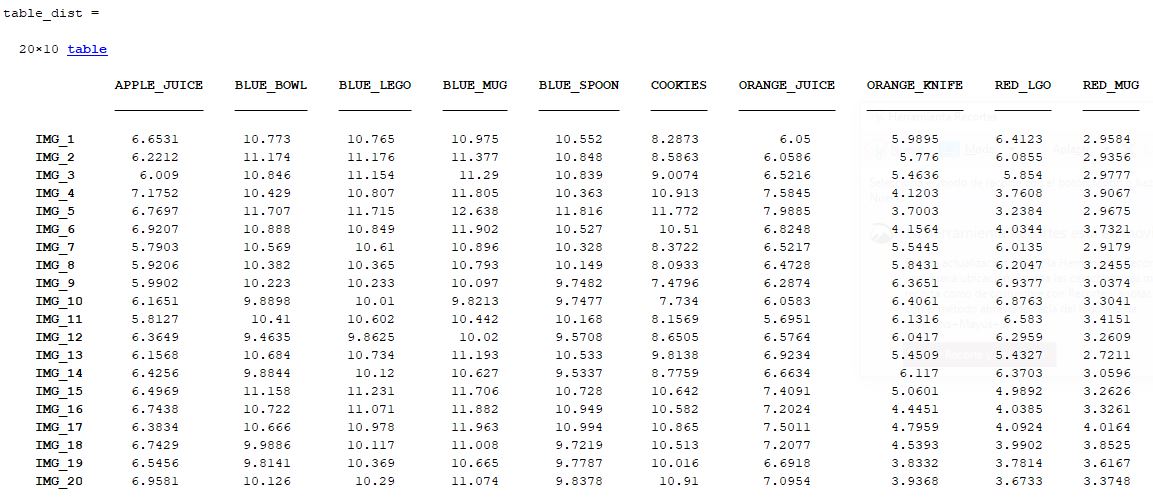 table_dist =
20×10 table
APPLE_JUICE BLUE_BOWL BLUE_LEGO BLUE_MUG BLUE_SPOON COOKIES ORANGE_JUICE ORANGE_KNIFE RED_LGO RED_MUG
Herramienta Recortes
IMG_1 6.6531 10.773 10.765 10.975 10.552 8.2873 6.05 5.9895 6.4123 2.9584
IMG_2 6.2212 11.174 11.176 11.377 10.848 8.5863 6.0586 5.776 6.0855 2.9356
IMG_3 6.009 10.846 11.154 11.29 10.839 9.0074 6.5216 5.4636 5.854 2.9777
IMG_4 7.1752 10.429 10.807 11.805 10.363 10.913 7.5845 4.1203 3.7608 3.9067
IMG_5 6.7697 11.707 11.715 12.638 11.816 11.772 7.9885 3.7003 3.2384 2.9675
IMG_6 6.9207 10.888 10.849 11.902 10.527 10.51 6.8248 4.1564 4.0344 3.7321
IMG_7 5.7903 10.569 10.61 10.896 10.328 8.3722 6.5217 5.5445 6.0135 2.9179
IMG_8 5.9206 10.382 10.365 10.793 10.149 8.0933 6.4728 5.8431 6.2047 3.2455
IMG_9 5.9902 10.223 10.233 10.097 9.7482 7.4796 6.2874 6.3651 6.9377 3.0374
IMG_10 6.1651 9.8898 10.01 9.8213 9.7477 7.734 6.0583 6.4061 6.8763 3.3041
IMG_11 5.8127 10.41 10.602 10.442 10.168 8.1569 5.6951 6.1316 6.583 3.4151
IMG_12 6.3649 9.4635 9.8625 10.02 9.5708 8.6505 6.5764 6.0417 6.2959 3.2609
IMG_13 6.1568 10.684 10.734 11.193 10.533 9.8138 6.9234 5.4509 5.4327 2.7211
IMG_14 6.4256 9.8844 10.12 10.627 9.5337 8.7759 6.6634 6.117 6.3703 3.0596
IMG_15 6.4969 11.158 11.231 11.706 10.728 10.642 7.4091 5.0601 4.9892 3.2626
IMG_16 6.7438 10.722 11.071 11.882 10.949 10.582 7.2024 4.4451 4.0385 3.3261
IMG_17 6.3834 10.666 10.978 11.963 10.994 10.865 7.5011 4.7959 4.0924 4.0164
IMG_18 6.7429 9.9886 10.117 11.008 9.7219 10.513 7.2077 4.5393 3.9902 3.8525
IMG_19 6.5456 9.8141 10.369 10.665 9.7787 10.016 6.6918 3.8332 3.7814 3.6167
IMG_20 6.9581 10.126 10.29 11.074 9.8378 10.91 7.0954 3.9368 3.6733 3.3748